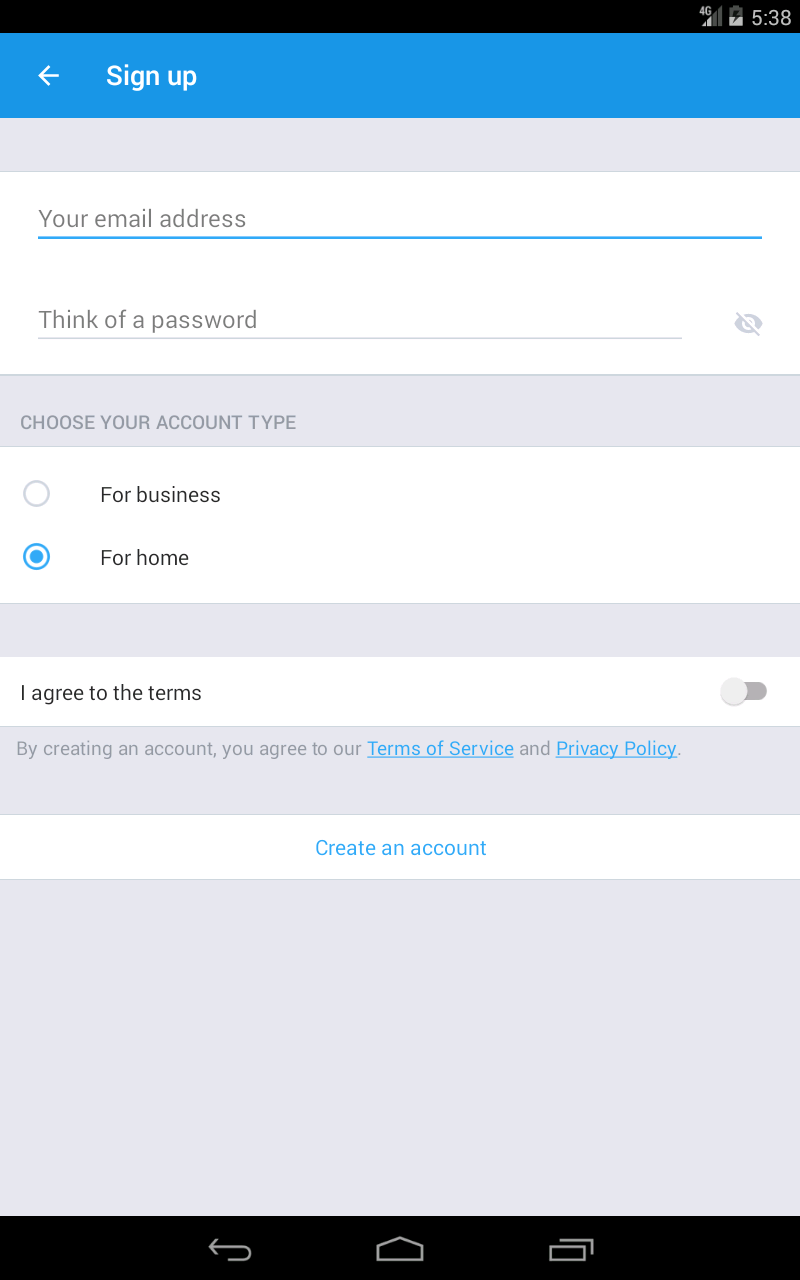 4G 5:38
Sign up
Your email address
Think of a password
CHOOSE YOUR ACCOUNT TYPE
For business
For home
I agree to the terms
By creating an account, you agree to our Terms of Service and Privacy Policy.
Create an account